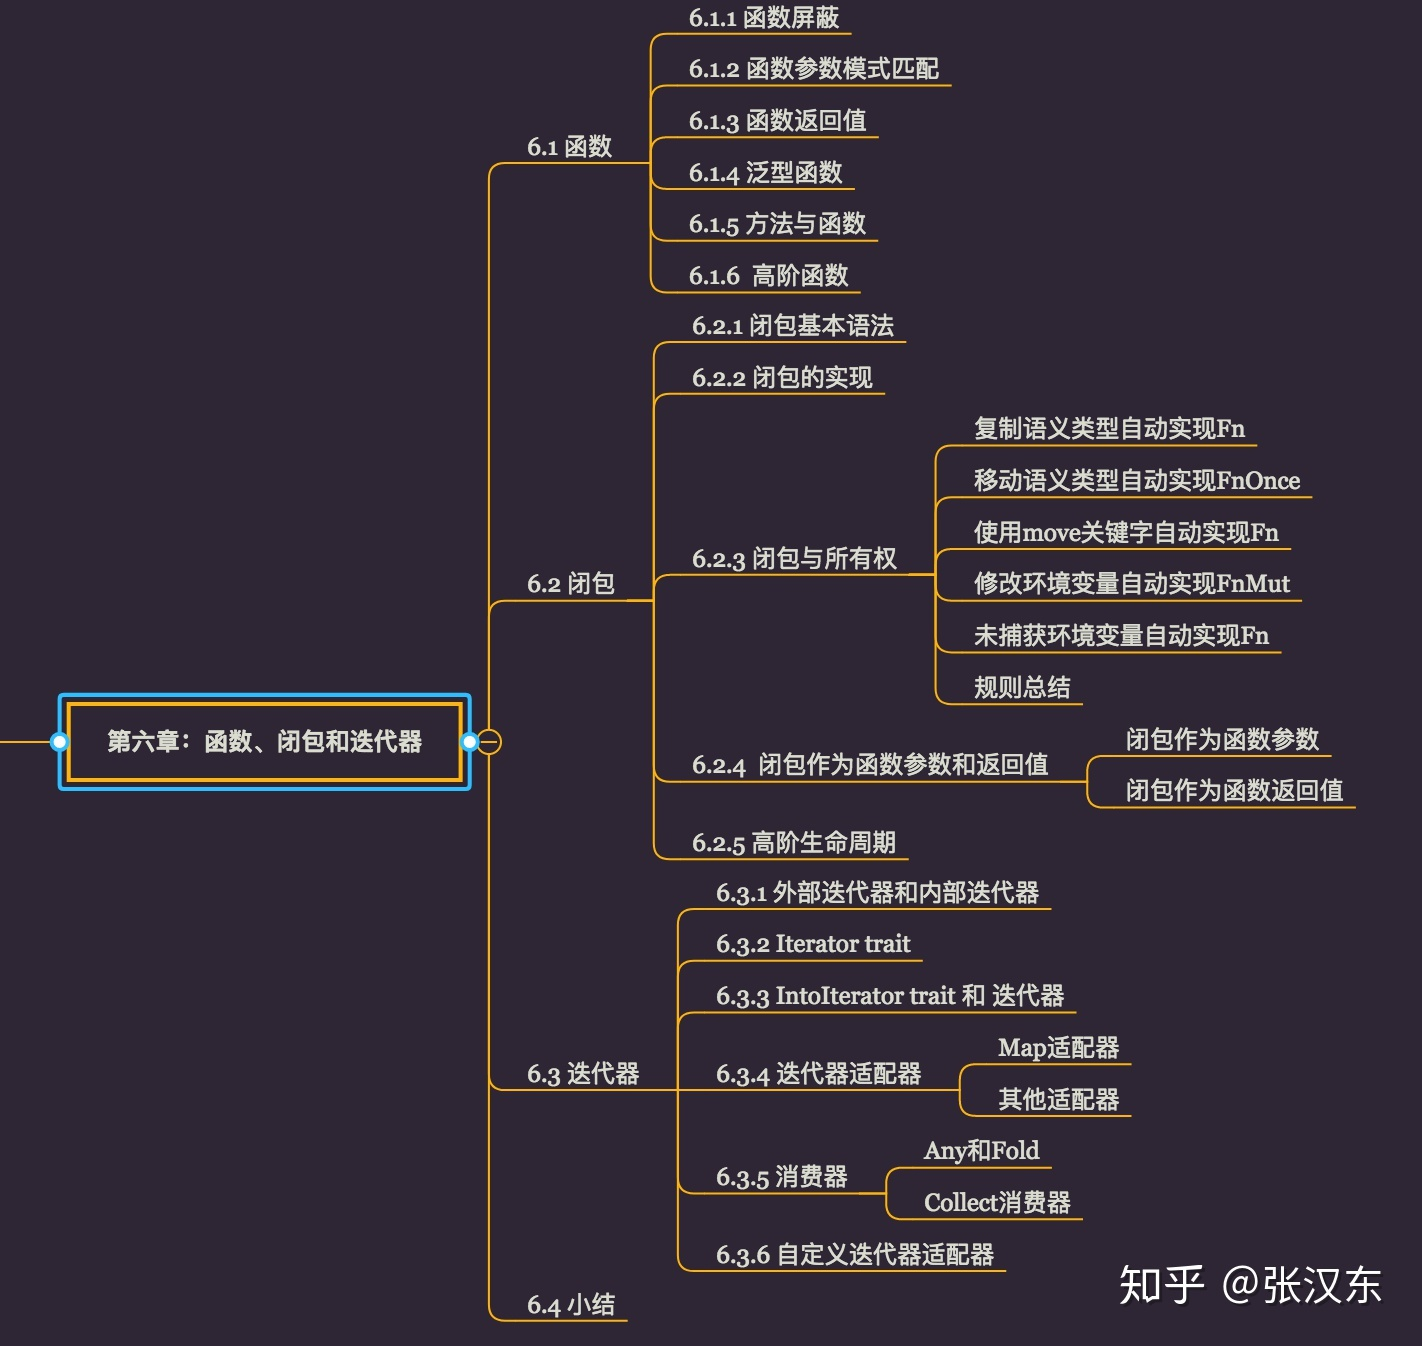 6.1.1 函数屏蔽
6.1.2 函数参数模式匹配
6.1.3 函数返回值
6.1 函数
6.1.4 泛型函数
6.1.5 方法与函数
6.1.6 高阶函数
6.2.1 闭包基本语法
6.2.2 闭包的实现
复制语义类型自动实现Fn
移动语义类型自动实现FnOnce
使用move关键字自动实现Fn
6.2.3 闭包与所有权
6.2 闭包
修改环境变量自动实现FnMut
未捕获环境变量自动实现Fn
规则总结
第六章：函数、闭包和迭代器
闭包作为函数参数
6.2.4 闭包作为函数参数和返回值
闭包作为函数返回值
6.2.5 高阶生命周期
6.3.1 外部迭代器和内部迭代器
6.3.2 Iterator trait
6.3.3 IntoIterator trait 和 迭代器
Map适配器
6.3 迭代器
6.3.4 迭代器适配器
其他适配器
Any和Fold
6.3.5 消费器
Collect消费器
6.3.6 自定义迭代器适配器
6.4 小结
知乎 @张汉东